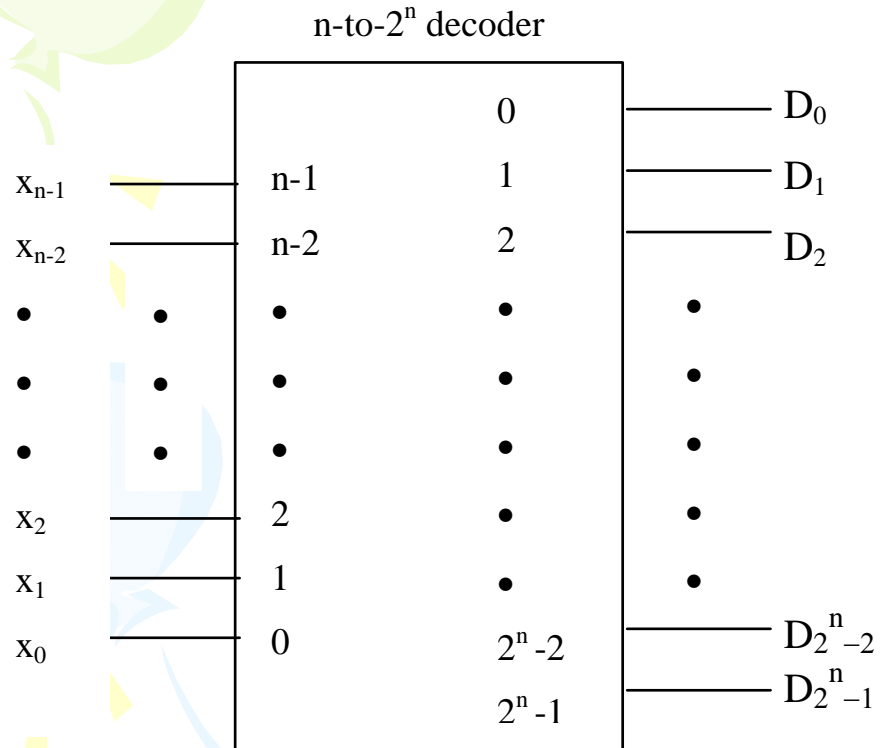 n-to-2ⁿ decoder
0 D₀
xₙ₋₁ n-1 1 D₁
xₙ₋₂ n-2 2 D₂
x₂ 2
x₁ 1
x₀ 0 2ⁿ -2 D₂ⁿ₋₂
2ⁿ -1 D₂ⁿ₋₁